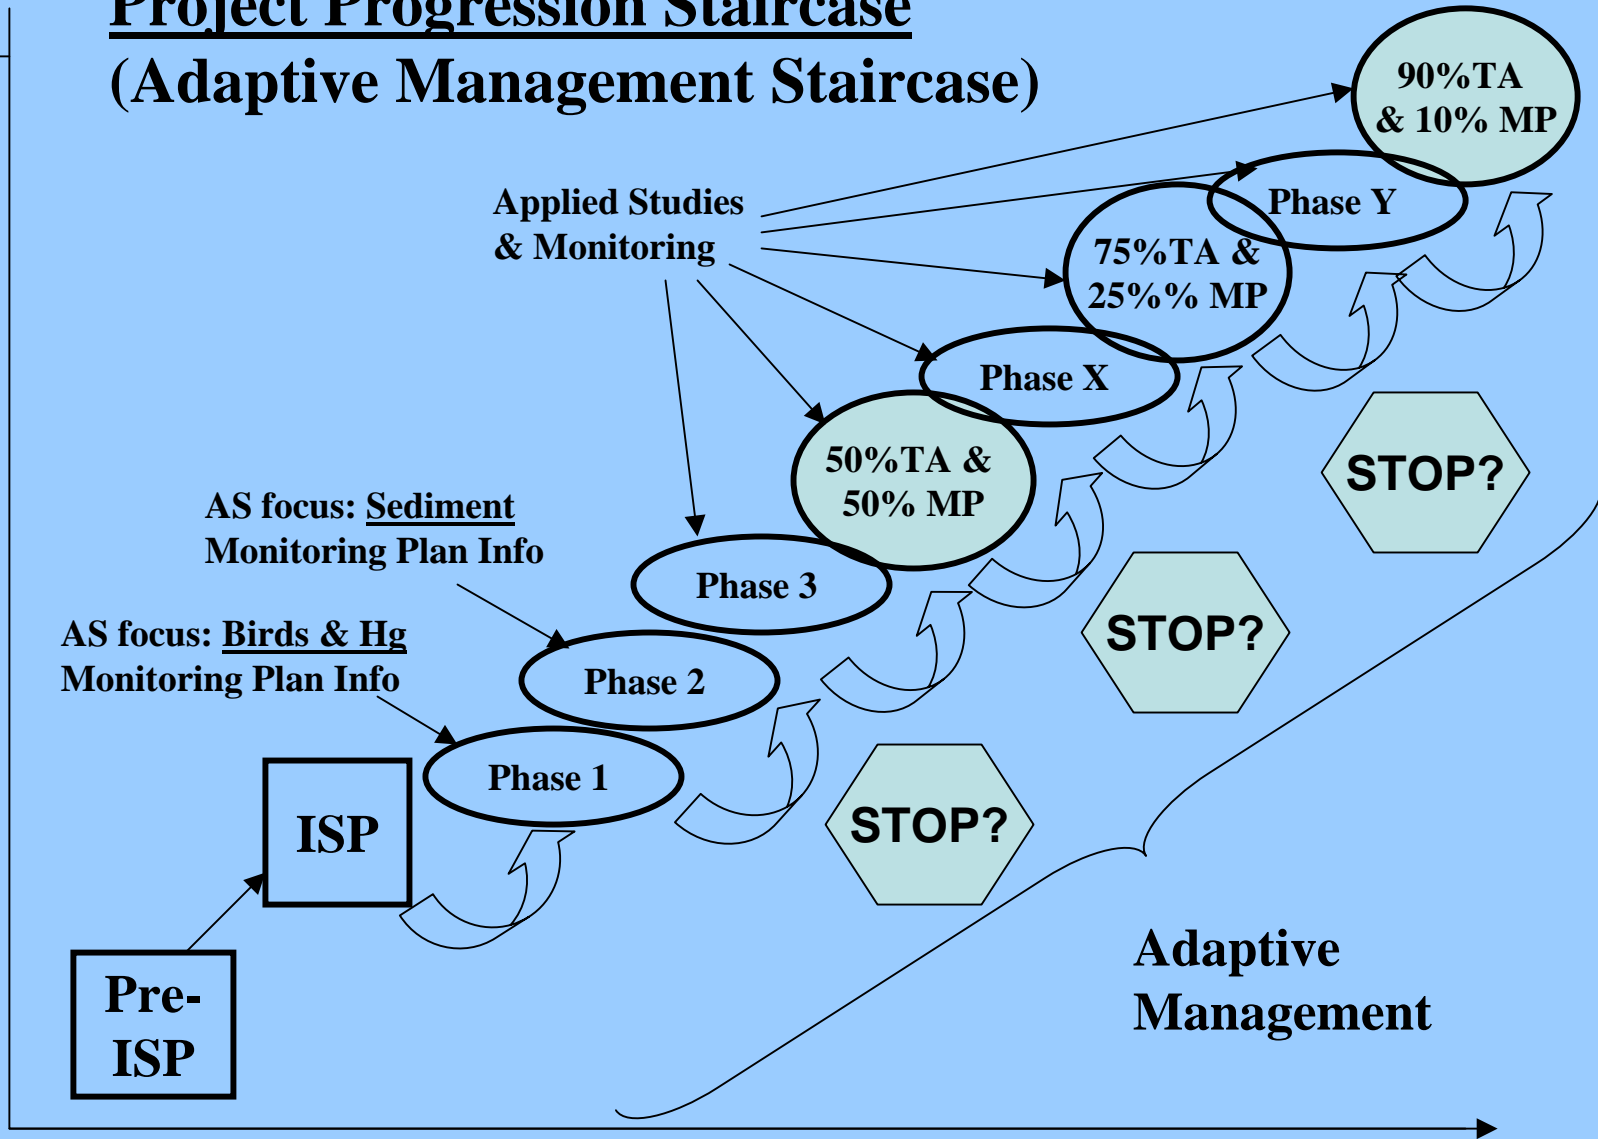 Project Progression Staircase
(Adaptive Management Staircase)
90%TA
& 10% MP
Applied Studies
& Monitoring
Phase Y
75%TA &
25%% MP
Phase X
50%TA &
50% MP
STOP?
AS focus: Sediment
Monitoring Plan Info
Phase 3
STOP?
AS focus: Birds & Hg
Monitoring Plan Info
Phase 2
Phase 1
STOP?
ISP
Adaptive
Management
Pre-
ISP